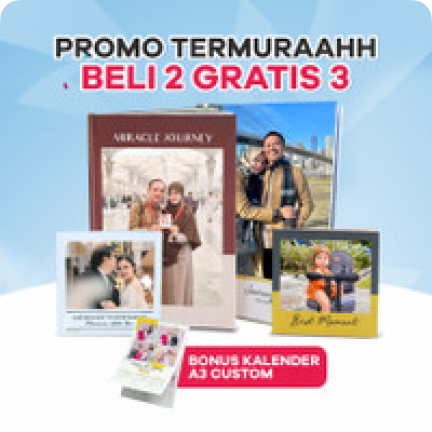 PROMO TERMURAAHH
BELI 2 GRATIS 3
MIRACLE JOURNEY
Best Moment
BONUS KALENDER
A3 CUSTOM